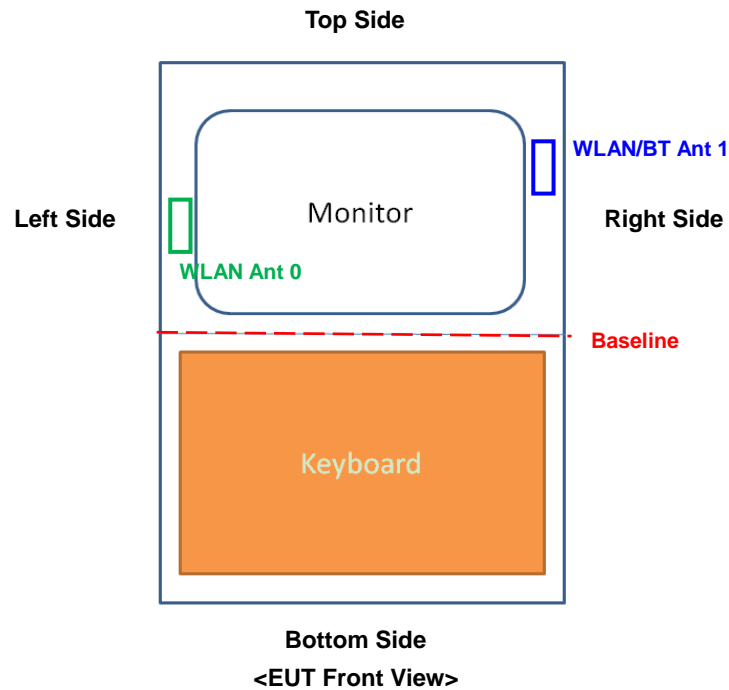 Top Side
WLAN/BT Ant 1
Left Side
Monitor
Right Side
WLAN Ant 0
Baseline
Keyboard
Bottom Side
<EUT Front View>